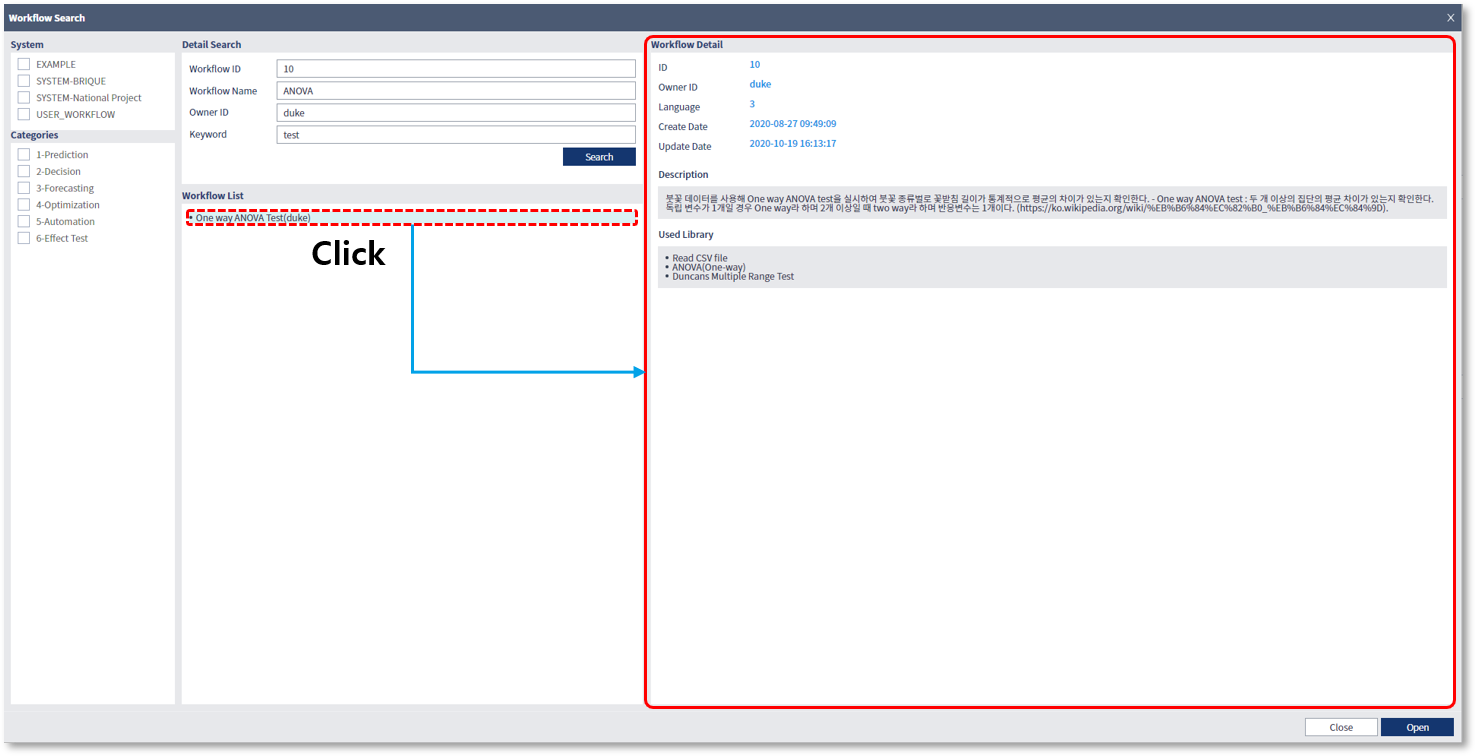 Workflow Search
X
System
EXAMPLE
SYSTEM-BRIQUE
SYSTEM-National Project
USER_WORKFLOW
Categories
1-Prediction
2-Decision
3-Forecasting
4-Optimization
5-Automation
6-Effect Test
Detail Search
Workflow ID 10
Workflow Name ANOVA
Owner ID duke
Keyword test
Search
Workflow List
• One way ANOVA Test(duke)
Click
Workflow Detail
ID 10
Owner ID duke
Language 3
Create Date 2020-08-27 09:49:09
Update Date 2020-10-19 16:13:17
Description
붓꽃 데이터를 사용해 One way ANOVA test을 실시하여 붓꽃 종류별로 꽃받침 길이가 통계적으로 평균의 차이가 있는지 확인한다. - One way ANOVA test : 두 개 이상의 집단의 평균 차이가 있는지 확인한다.
독립 변수가 1개일 경우 One way라 하며 2개 이상일 때 two way라 하며 반응변수는 1개이다. (https://ko.wikipedia.org/wiki/%EB%B6%84%EC%82%B0_%EB%B6%84%EC%84%9D).
Used Library
• Read CSV file
• ANOVA(One-way)
• Duncans Multiple Range Test
Close
Open